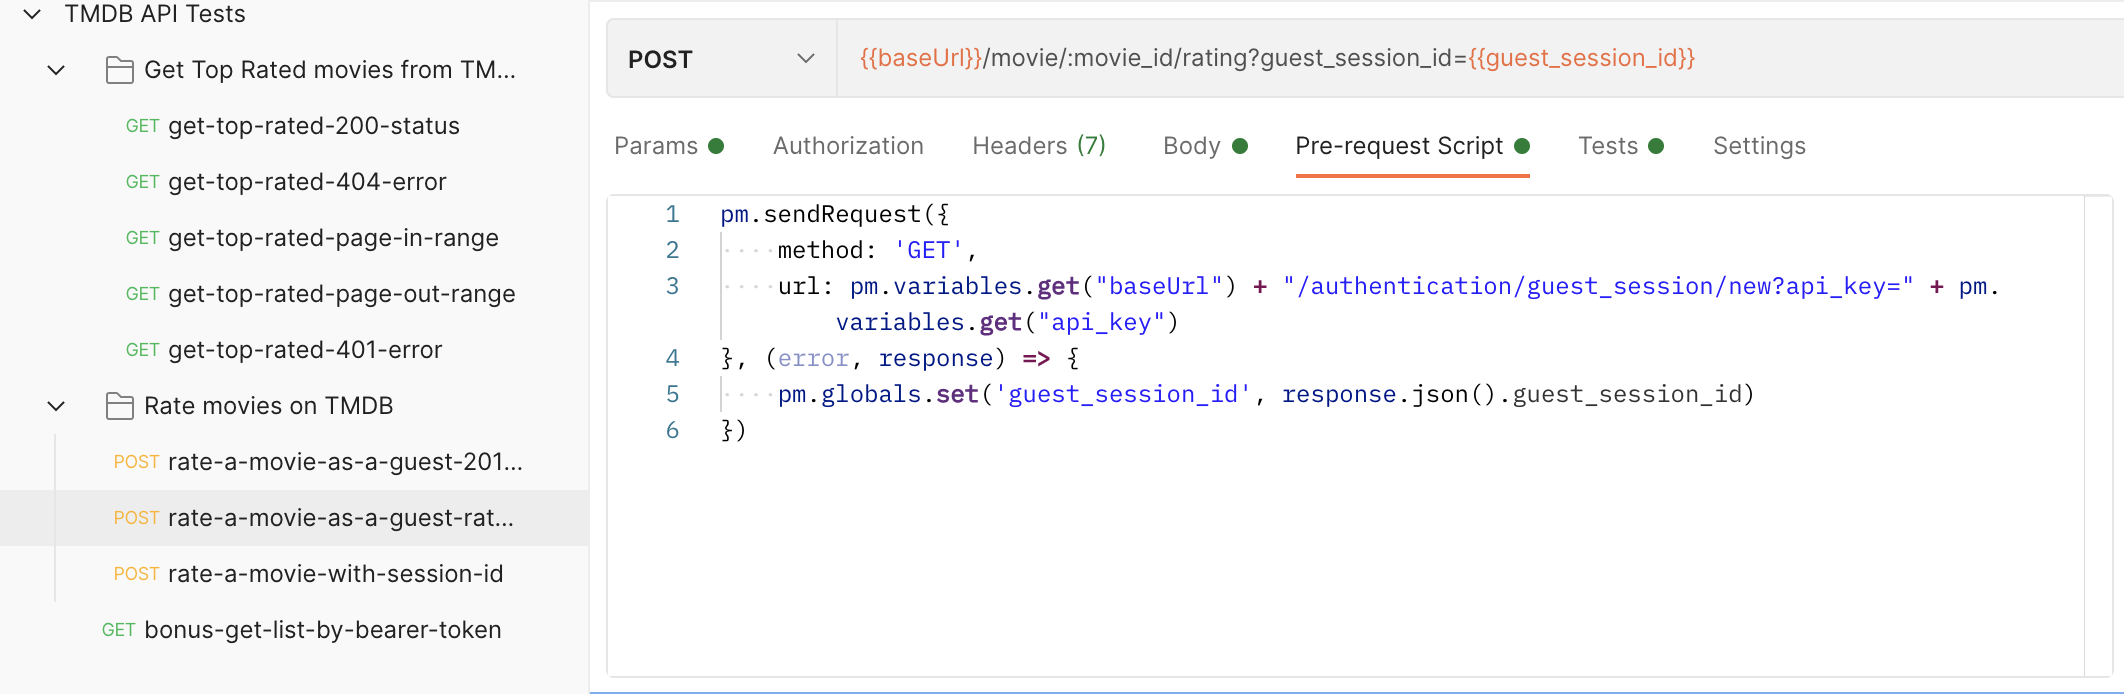 TMDB API Tests
Get Top Rated movies from TM...
GET get-top-rated-200-status
GET get-top-rated-404-error
GET get-top-rated-page-in-range
GET get-top-rated-page-out-range
GET get-top-rated-401-error
Rate movies on TMDB
POST rate-a-movie-as-a-guest-201...
POST rate-a-movie-as-a-guest-rat...
POST rate-a-movie-with-session-id
GET bonus-get-list-by-bearer-token
POST {{baseUrl}}/movie/:movie_id/rating?guest_session_id={{guest_session_id}}
Params Authorization Headers (7) Body Pre-request Script Tests Settings
1 pm.sendRequest({
2 method: 'GET',
3 url: pm.variables.get("baseUrl") + "/authentication/guest_session/new?api_key=" + pm.
variables.get("api_key")
4 }, (error, response) => {
5 pm.globals.set('guest_session_id', response.json().guest_session_id)
6 })